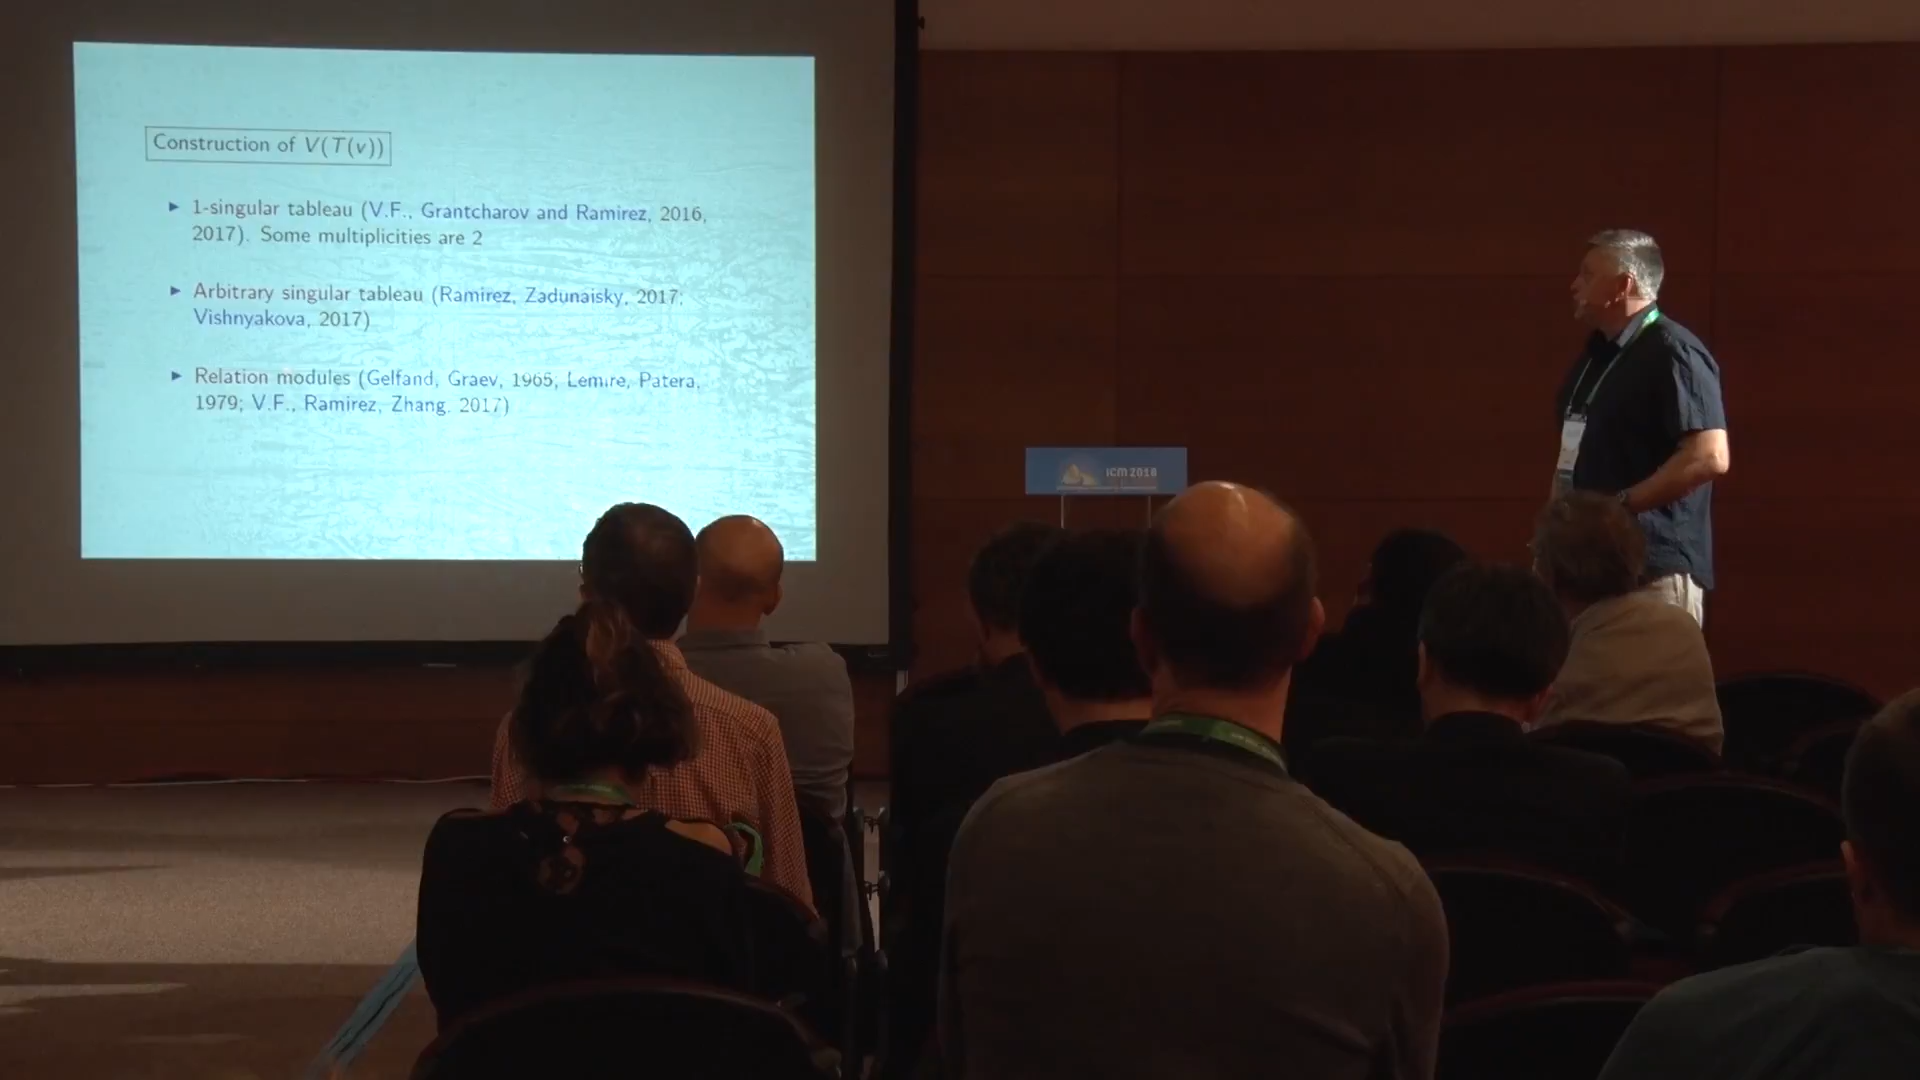 Construction of V(T(v))
▶ 1-singular tableau (V.F., Grantcharov and Ramirez, 2016,
2017). Some multiplicities are 2
▶ Arbitrary singular tableau (Ramirez, Zadunaisky, 2017;
Vishnyakova, 2017)
▶ Relation modules (Gelfand, Graev, 1965; Lemire, Patera,
1979; V.F., Ramirez, Zhang, 2017)
ICM 2018